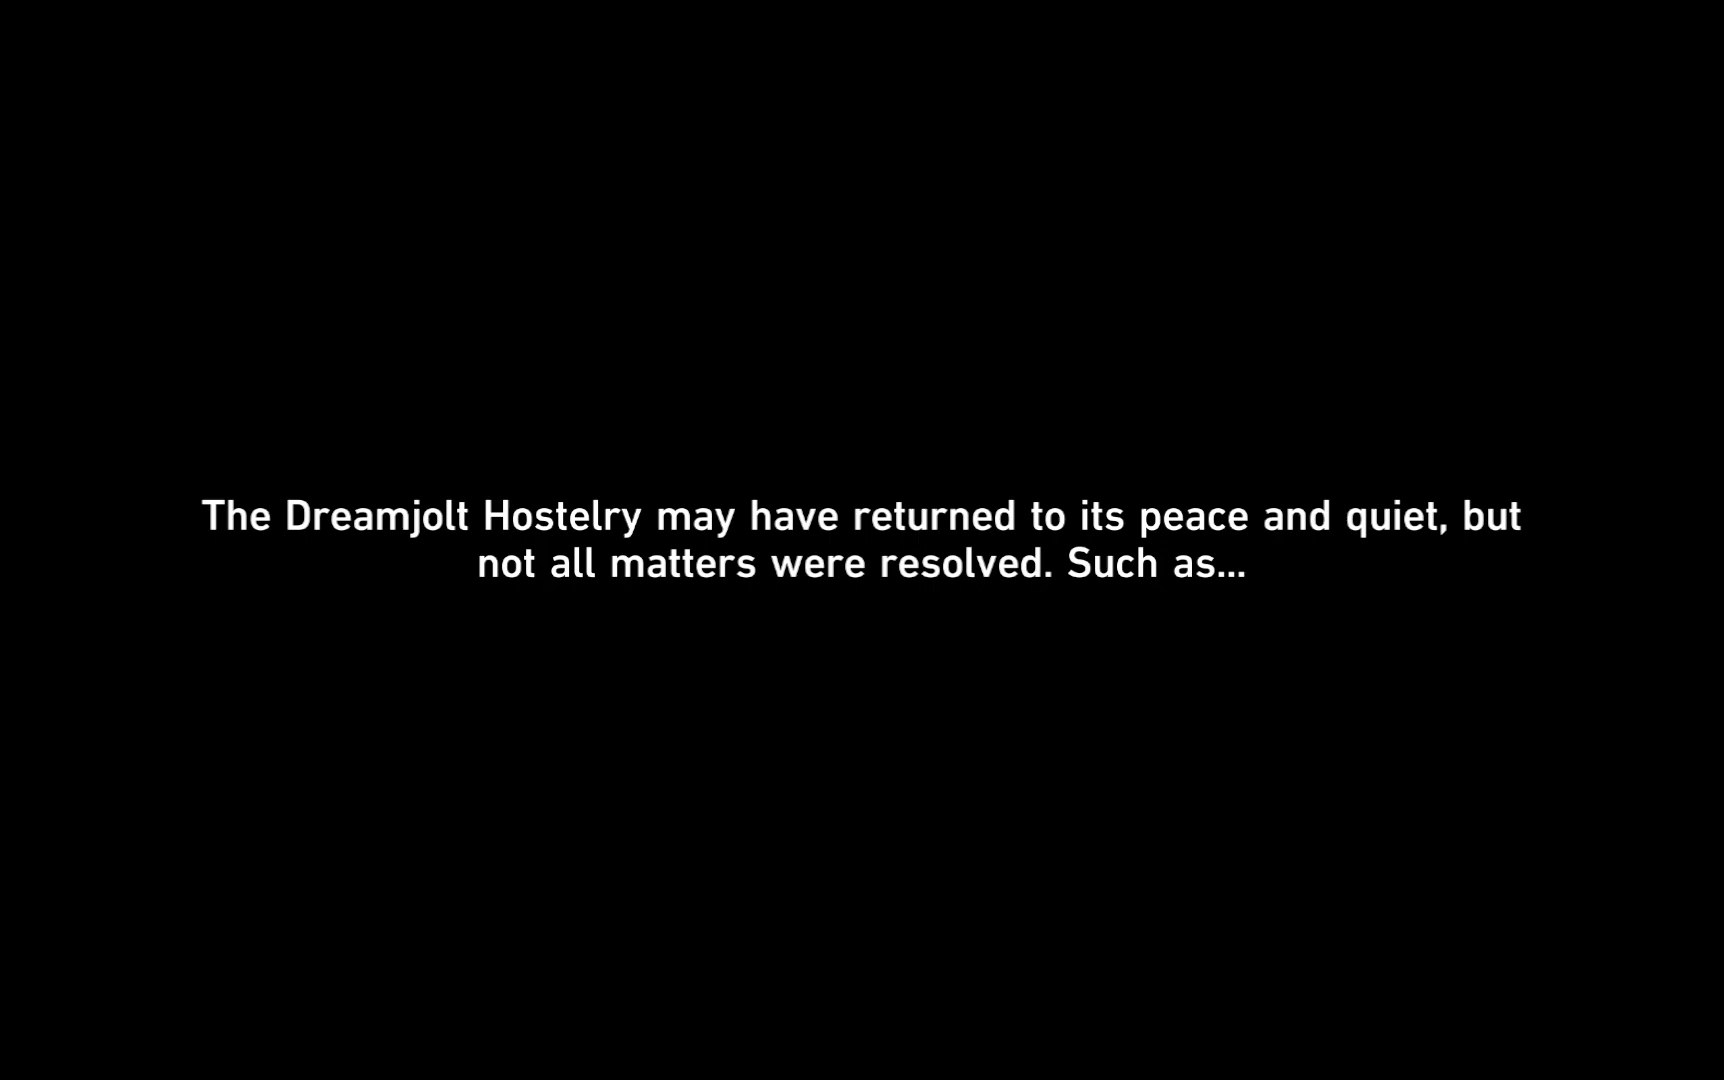 The Dreamjolt Hostelry may have returned to its peace and quiet, but
not all matters were resolved. Such as...